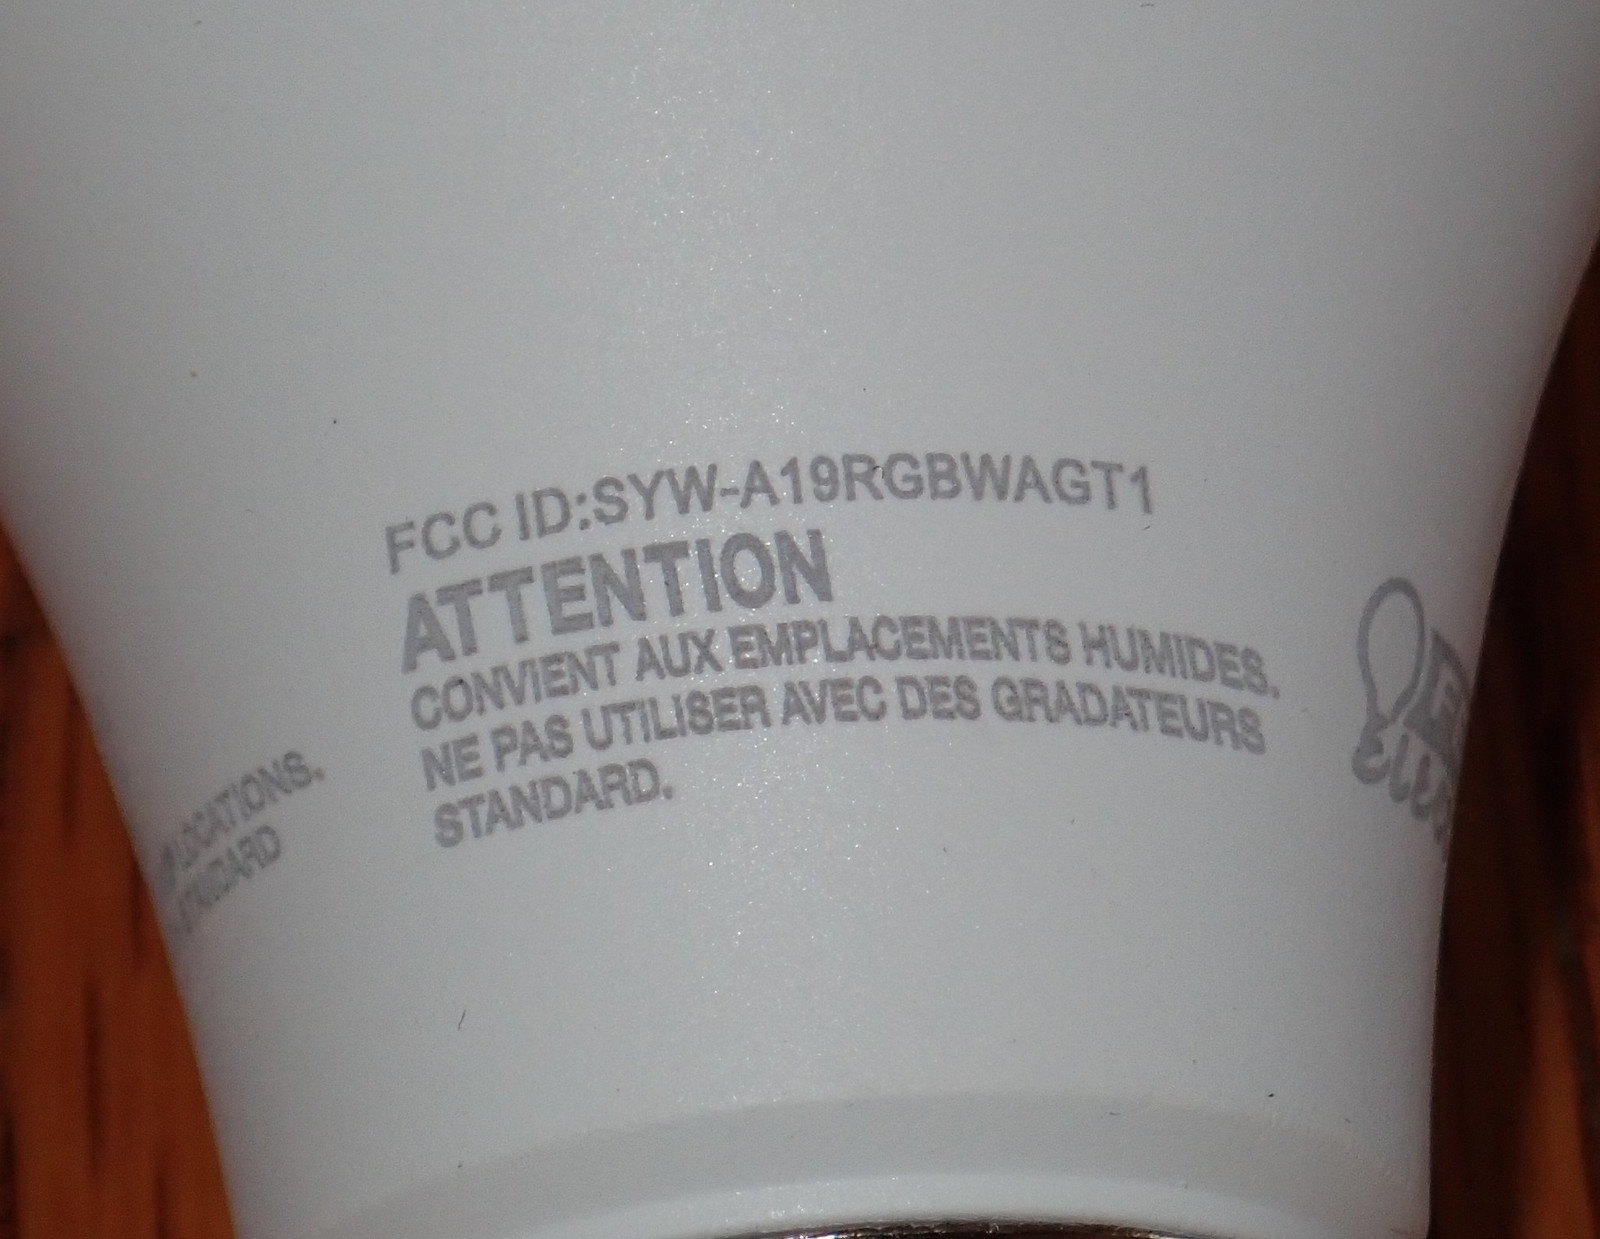 FCC ID:SYW-A19RGBWAGT1
ATTENTION
CONVIENT AUX EMPLACEMENTS HUMIDES.
NE PAS UTILISER AVEC DES GRADATEURS
STANDARD.
LOCATIONS.
STANDARD